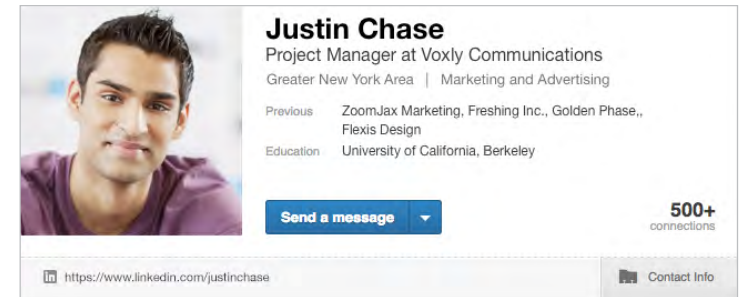 Justin Chase
Project Manager at Voxly Communications
Greater New York Area | Marketing and Advertising
Previous ZoomJax Marketing, Freshing Inc., Golden Phase,,
Flexis Design
Education University of California, Berkeley
Send a message
500+
connections
in https://www.linkedin.com/justinchase
Contact Info